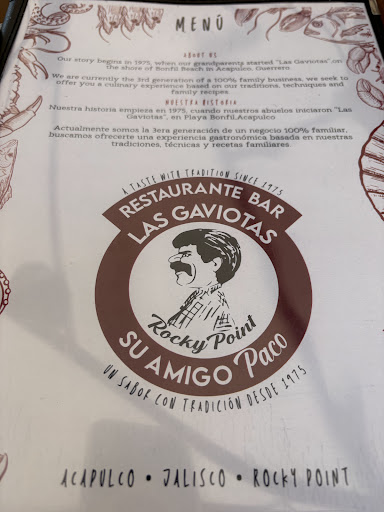 MENÚ
ABOUT US
Our story begins in 1975, when our grandparents started "Las Gaviotas" on
the shore of Bonfil Beach in Acapulco, Guerrero.
We are currently the 3rd generation of a 100% family business, we seek to
offer you a culinary experience based on our traditions, techniques and
family recipes.
NUESTRA HISTORIA
Nuestra historia empieza en 1975, cuando nuestros abuelos iniciaron "Las
Gaviotas", en Playa Bonfil,Acapulco
Actualmente somos la 3era generación de un negocio 100% familiar,
buscamos ofrecerte una experiencia gastronómica basada en nuestras
tradiciones, técnicas y recetas familiares.
A TASTE WITH TRADITION SINCE 1975
RESTAURANTE BAR
LAS GAVIOTAS
Rocky Point
SU AMIGO Paco
UN SABOR CON TRADICIÓN DESDE 1975
ACAPULCO • JALISCO • ROCKY POINT